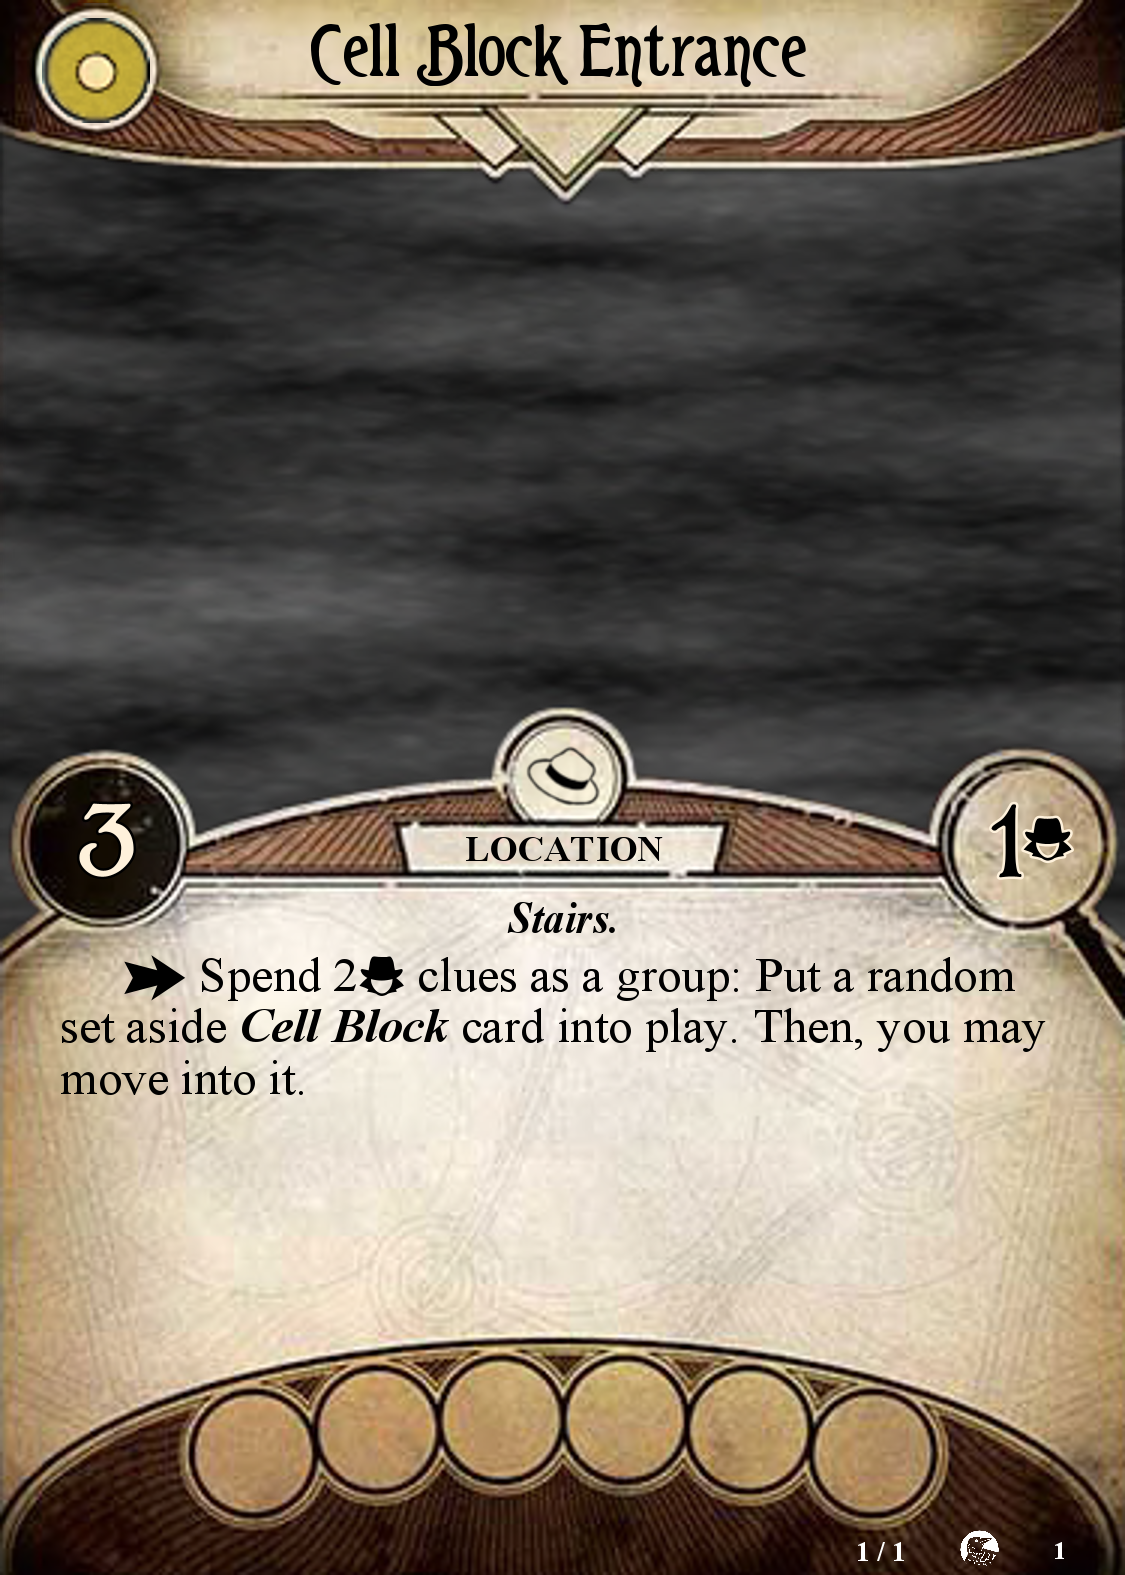 Cell Block Entrance
3
LOCATION
1
Stairs.
Spend 2 clues as a group: Put a random
set aside Cell Block card into play. Then, you may
move into it.
1 / 1
1